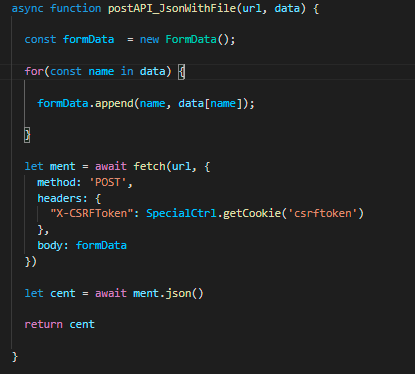 async function postAPI_JsonWithFile(url, data) {
const formData  = new FormData();
for(const name in data) {
formData.append(name, data[name]);
}
let ment = await fetch(url, {
method: 'POST',
headers: {
"X-CSRFToken": SpecialCtrl.getCookie('csrftoken')
},
body: formData
})
let cent = await ment.json()
return cent
}